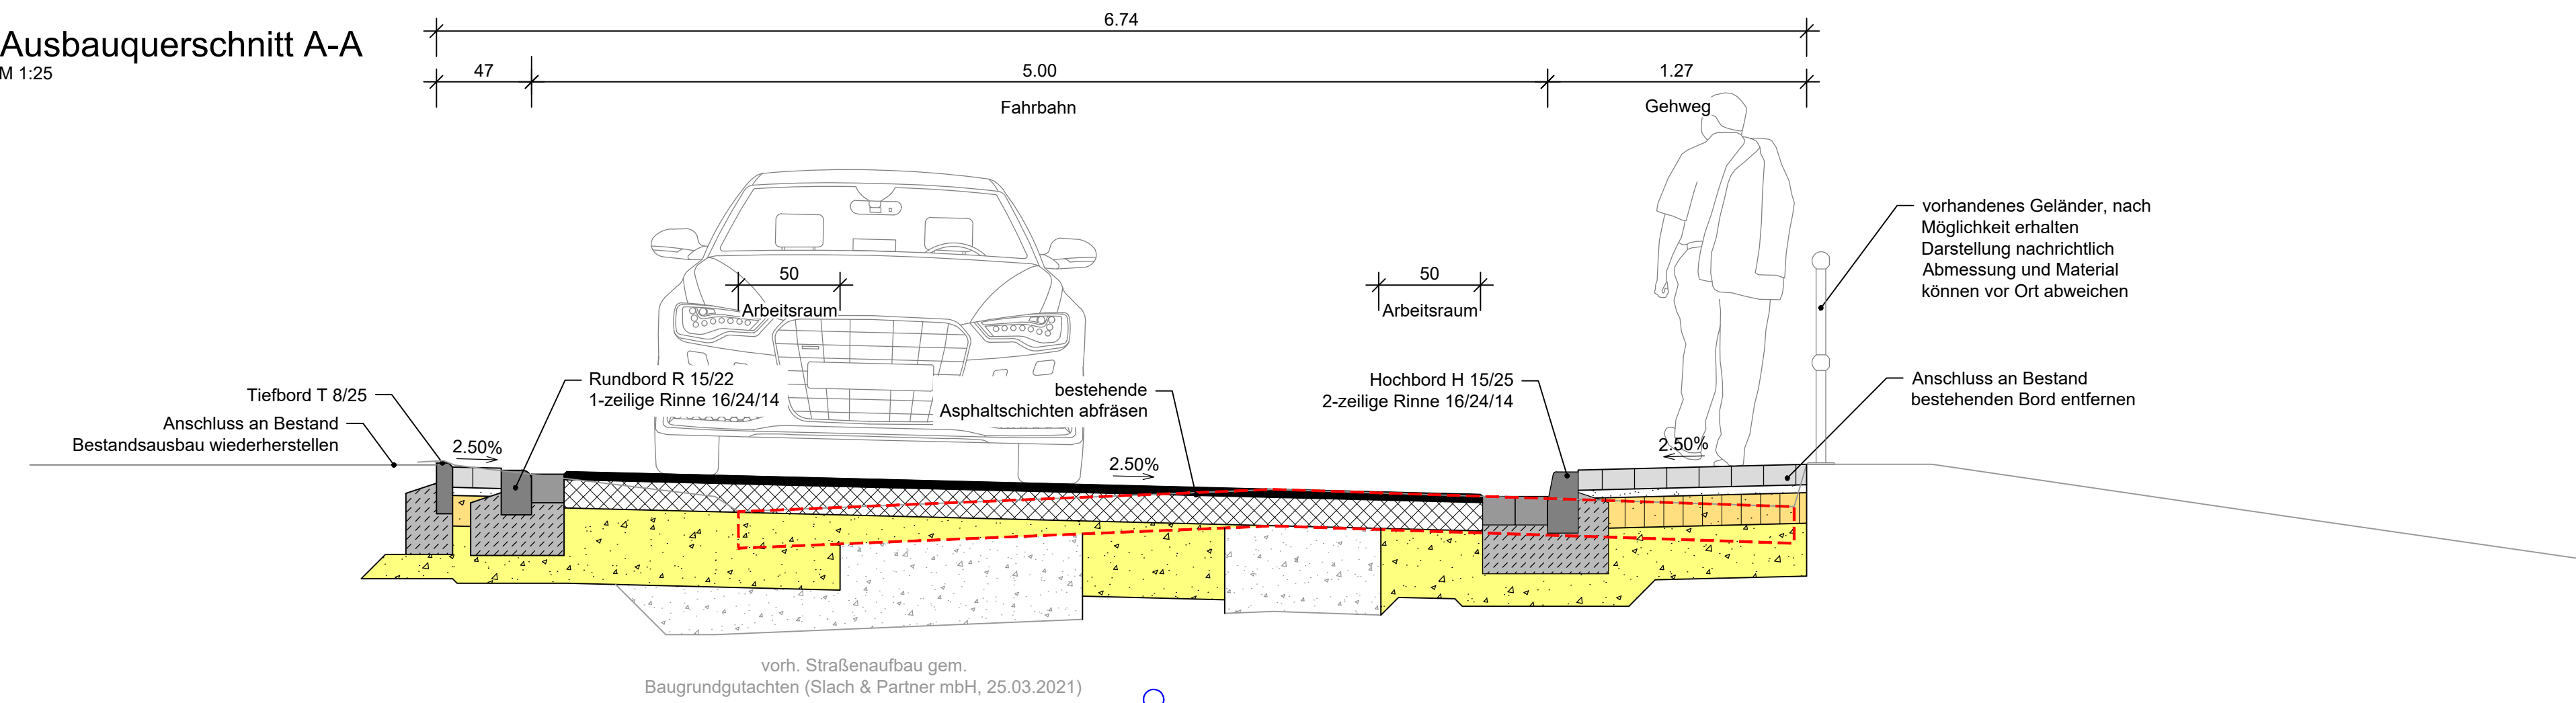 Ausbauquerschnitt A-A
M 1:25
6.74
47
5.00
1.27
Fahrbahn
Gehweg
50
Arbeitsraum
50
Arbeitsraum
vorhandenes Geländer, nach
Möglichkeit erhalten
Darstellung nachrichtlich
Abmessung und Material
können vor Ort abweichen
Tiefbord T 8/25
Anschluss an Bestand
Bestandsausbau wiederherstellen
Rundbord R 15/22
1-zeilige Rinne 16/24/14
bestehende
Asphaltschichten abfräsen
Hochbord H 15/25
2-zeilige Rinne 16/24/14
Anschluss an Bestand
bestehenden Bord entfernen
2.50%
2.50%
2.50%
vorh. Straßenaufbau gem.
Baugrundgutachten (Slach & Partner mbH, 25.03.2021)